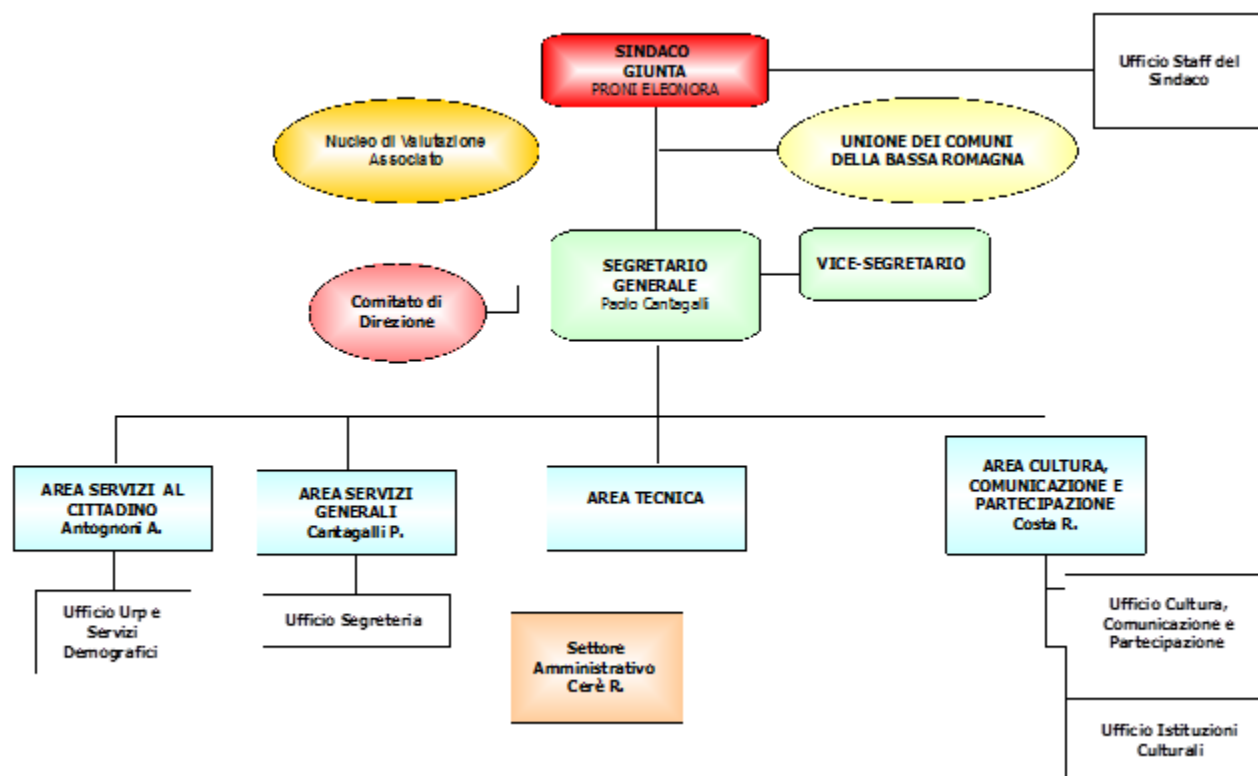 SINDACO
GIUNTA
PRONI ELEONORA
Ufficio Staff del
Sindaco
Nucleo di Valutazione
Associato
UNIONE DEI COMUNI
DELLA BASSA ROMAGNA
SEGRETARIO
GENERALE
Paolo Cantagalli
VICE-SEGRETARIO
Comitato di
Direzione
AREA SERVIZI AL
CITTADINO
Antognoni A.
AREA SERVIZI
GENERALI
Cantagalli P.
AREA TECNICA
AREA CULTURA,
COMUNICAZIONE E
PARTECIPAZIONE
Costa R.
Ufficio Urp e
Servizi
Demografici
Ufficio Segreteria
Settore
Amministrativo
Cerè R.
Ufficio Cultura,
Comunicazione e
Partecipazione
Ufficio Istituzioni
Culturali